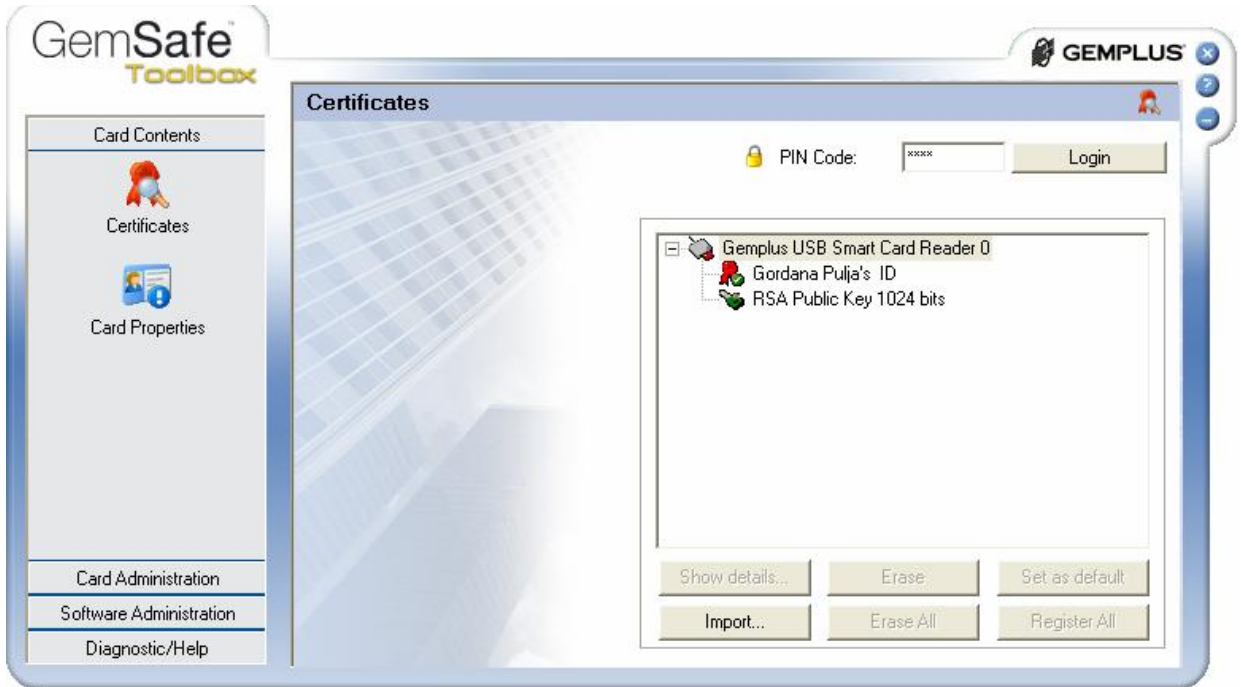 GemSafe
Toolbox
GEMPLUS
Certificates
Card Contents
Certificates
Card Properties
Card Administration
Software Administration
Diagnostic/Help
PIN Code:
××××
Login
Gemplus USB Smart Card Reader 0
Gordana Pulja's ID
RSA Public Key 1024 bits
Show details...
Erase
Set as default
Import...
Erase All
Register All